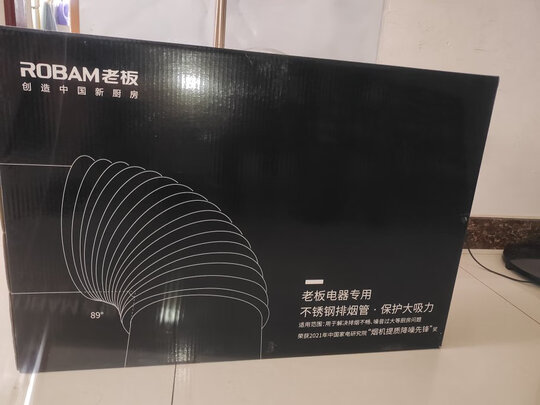 ROBAM老板
创造中国新厨房
89°
老板电器专用
不锈钢排烟管·保护大吸力
适用范围：用于解决排烟不畅，噪音过大等厨房问题
荣获2021年中国家电研究院“烟机提质降噪先锋”奖